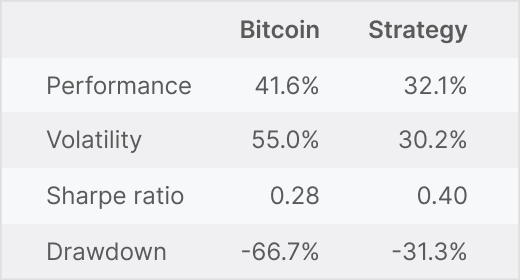 Bitcoin Strategy
Performance 41.6% 32.1%
Volatility 55.0% 30.2%
Sharpe ratio 0.28 0.40
Drawdown -66.7% -31.3%